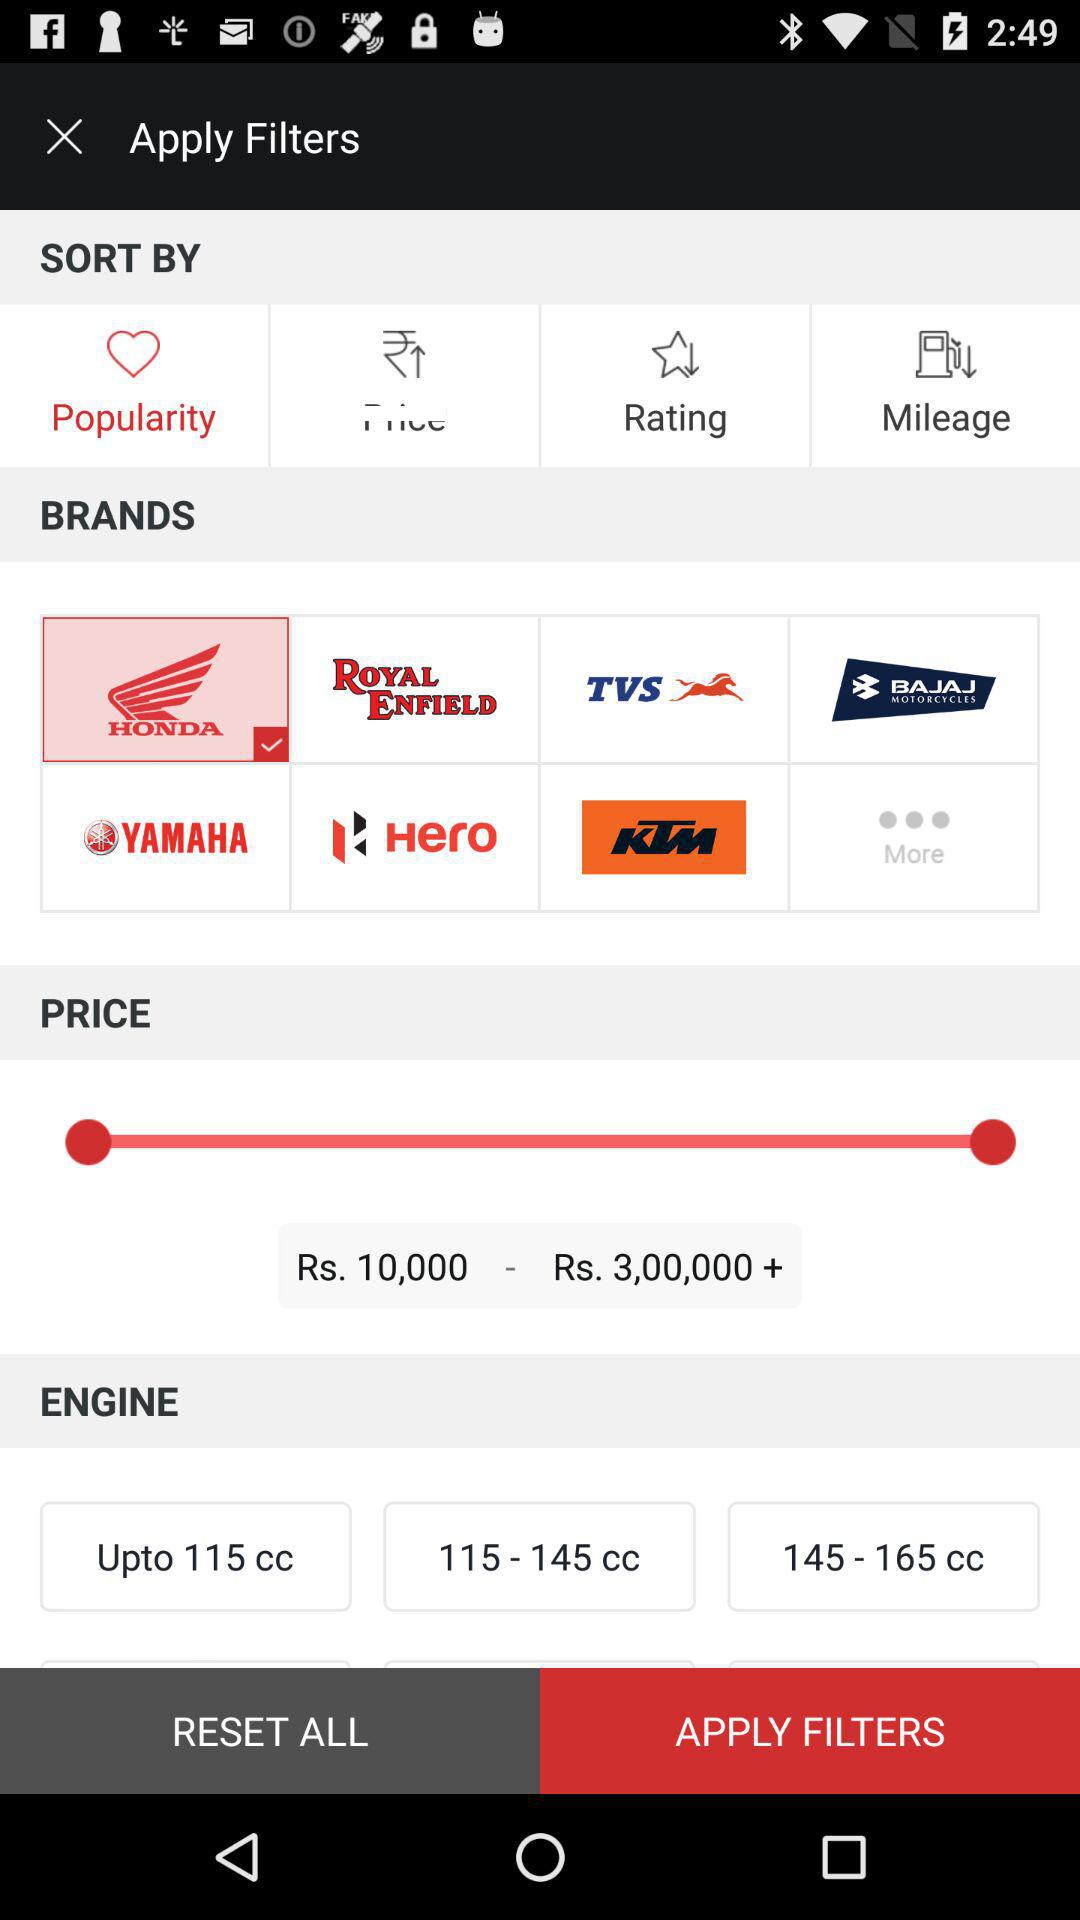 FAKE
2:49
Apply Filters
SORT BY
Popularity Price Rating Mileage
BRANDS
HONDA
ROYAL ENFIELD
TVS
BAJAJ MOTORCYCLES
YAMAHA
Hero
KTM
More
PRICE
Rs. 10,000 - Rs. 3,00,000 +
ENGINE
Upto 115 cc 115 - 145 cc 145 - 165 cc
RESET ALL APPLY FILTERS